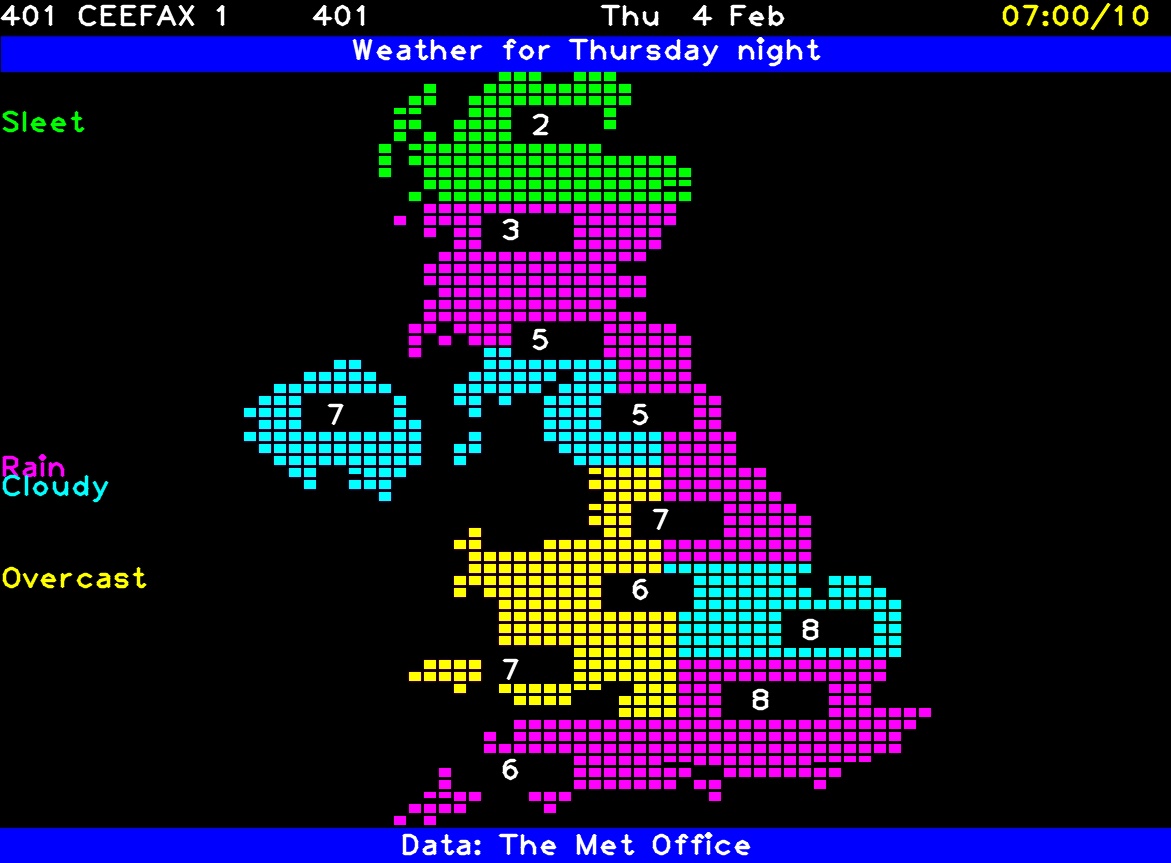 401 CEEFAX 1 401 Thu 4 Feb 07:00/10
Weather for Thursday night
Sleet
2
3
5
7
5
Rain
Cloudy
7
Overcast
6
8
7
8
6
Data: The Met Office